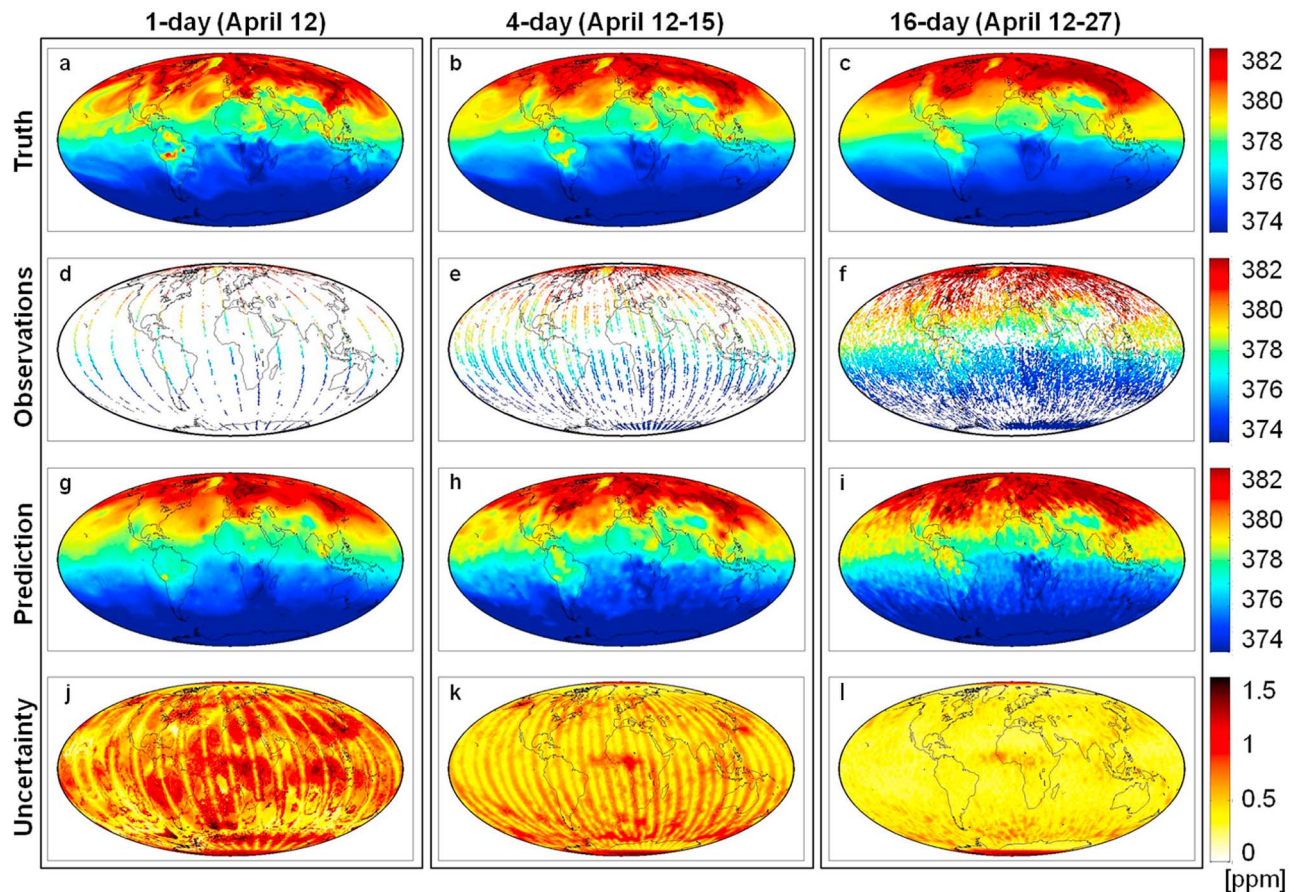 1-day (April 12)
4-day (April 12-15)
16-day (April 12-27)
Truth
a
b
c
382
380
378
376
374
Observations
d
e
f
382
380
378
376
374
Prediction
g
h
i
382
380
378
376
374
Uncertainty
j
k
l
1.5
1
0.5
0
[ppm]